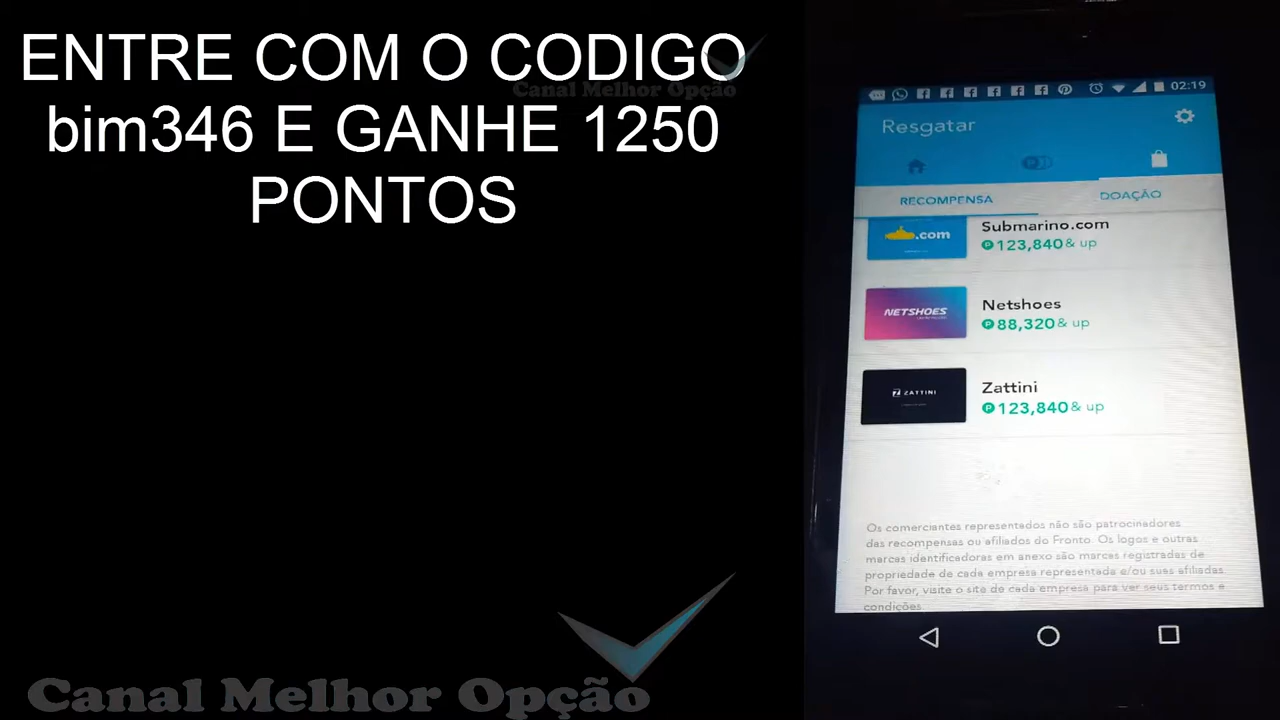 ENTRE COM O CODIGO
bim346 E GANHE 1250
PONTOS
Canal Melhor Opção
Canal Melhor Opção
02:19
Resgatar
RECOMPENSA
DOAÇÃO
.com
Submarino.com
P 123,840 & up
NETSHOES
Netshoes
P 88,320 & up
ZATTINI
Zattini
P 123,840 & up
Os comerciantes representados não são patrocinadores
das recompensas ou afiliados do Fronto. Os logos e outras
marcas identificadoras em anexo são marcas registradas de
propriedade de cada empresa representada e/ou suas afiliadas.
Por favor, visite o site de cada empresa para ver seus termos e
condições